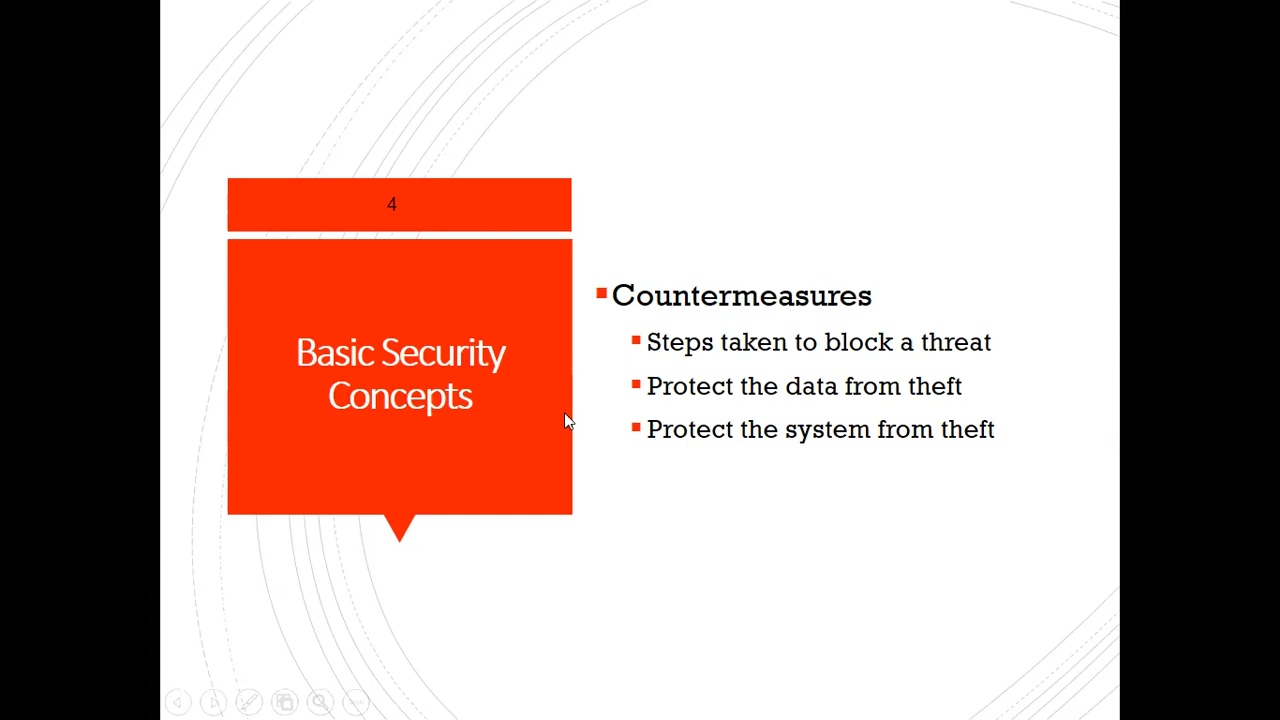 4
Basic Security
Concepts
Countermeasures
Steps taken to block a threat
Protect the data from theft
Protect the system from theft